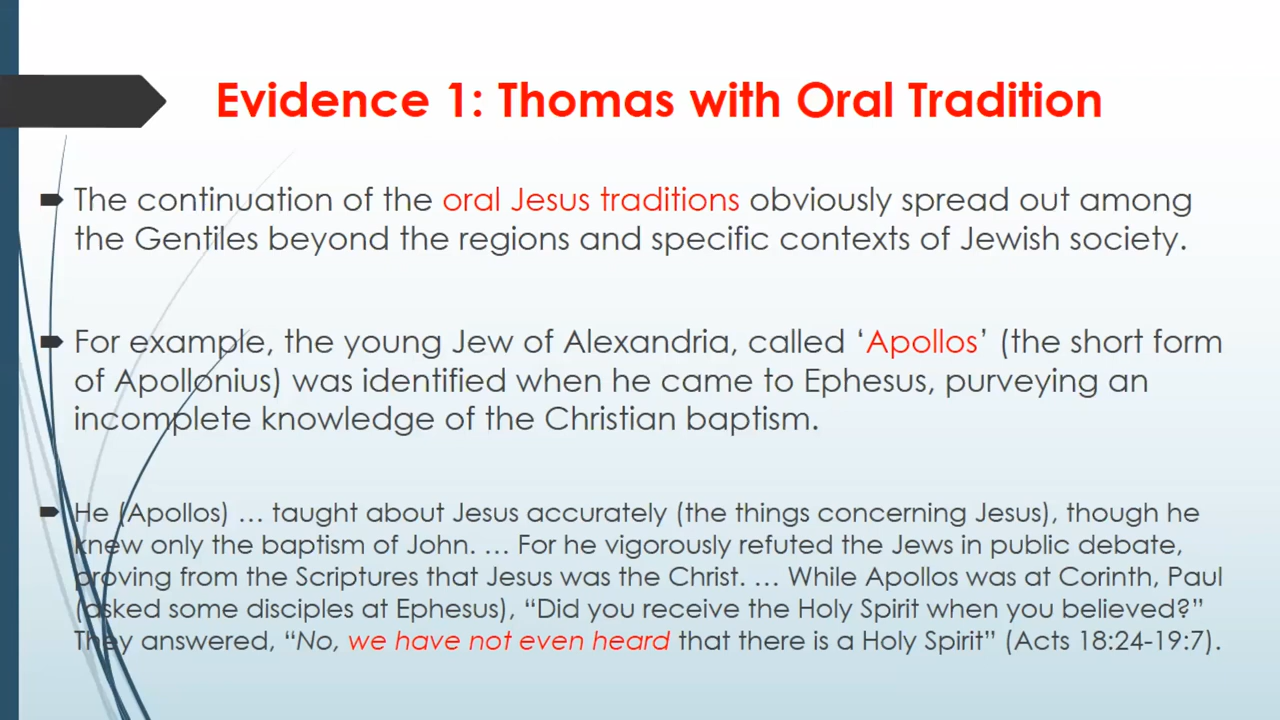 Evidence 1: Thomas with Oral Tradition
The continuation of the oral Jesus traditions obviously spread out among
the Gentiles beyond the regions and specific contexts of Jewish society.
For example, the young Jew of Alexandria, called ‘Apollos’ (the short form
of Apollonius) was identified when he came to Ephesus, purveying an
incomplete knowledge of the Christian baptism.
He (Apollos) … taught about Jesus accurately (the things concerning Jesus), though he
knew only the baptism of John. … For he vigorously refuted the Jews in public debate,
proving from the Scriptures that Jesus was the Christ. … While Apollos was at Corinth, Paul
(asked some disciples at Ephesus), “Did you receive the Holy Spirit when you believed?”
They answered, “No, we have not even heard that there is a Holy Spirit” (Acts 18:24-19:7).